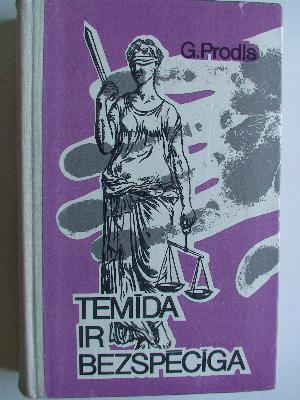 G.Prodls
TEMĪDA
IR
BEZSPĒCĪGA